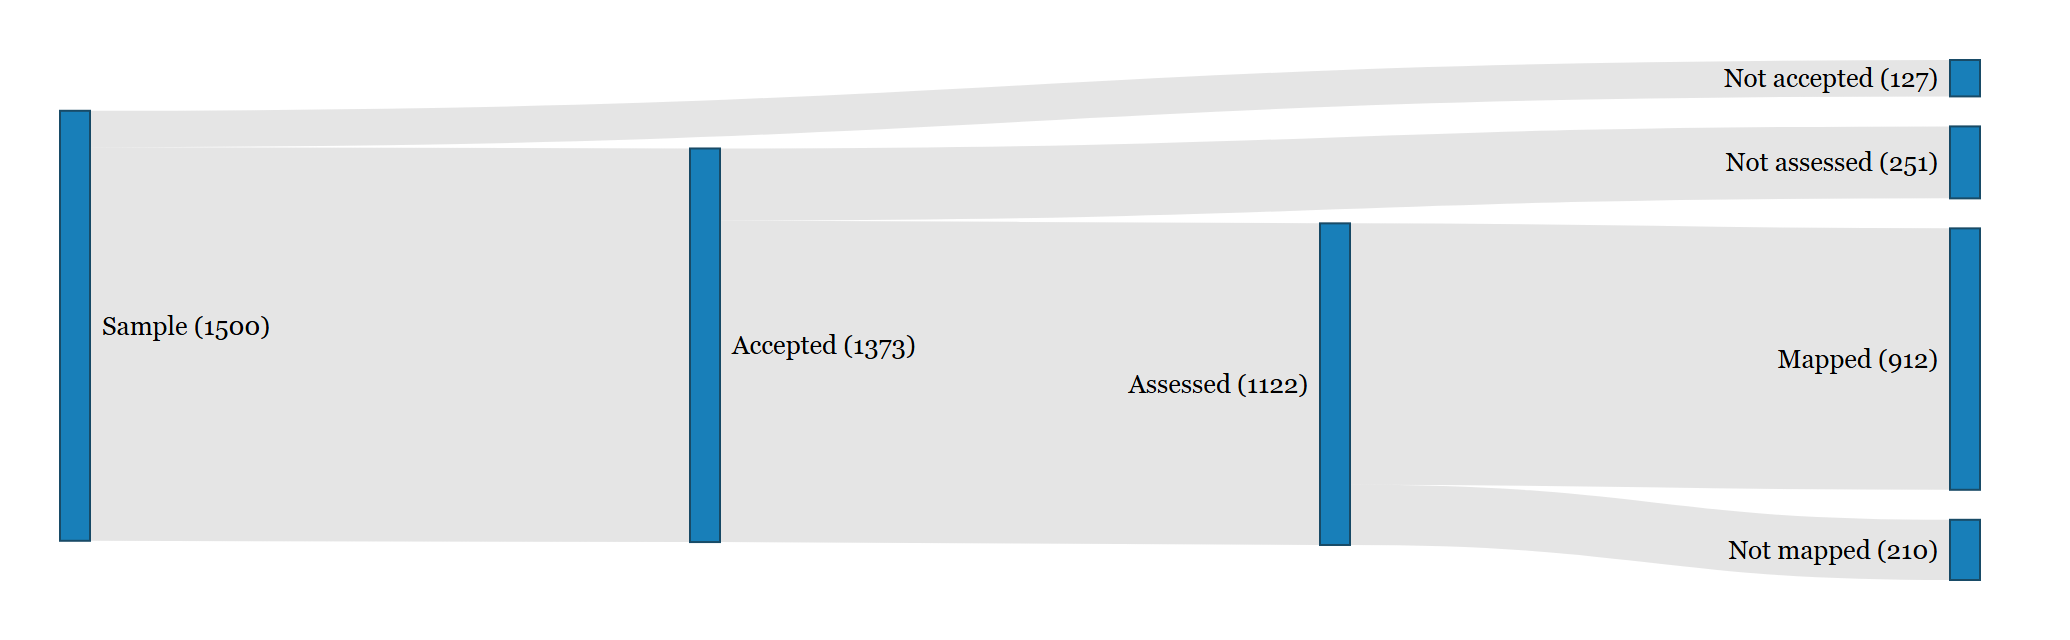 Not accepted (127)
Not assessed (251)
Sample (1500)
Accepted (1373)
Assessed (1122)
Mapped (912)
Not mapped (210)